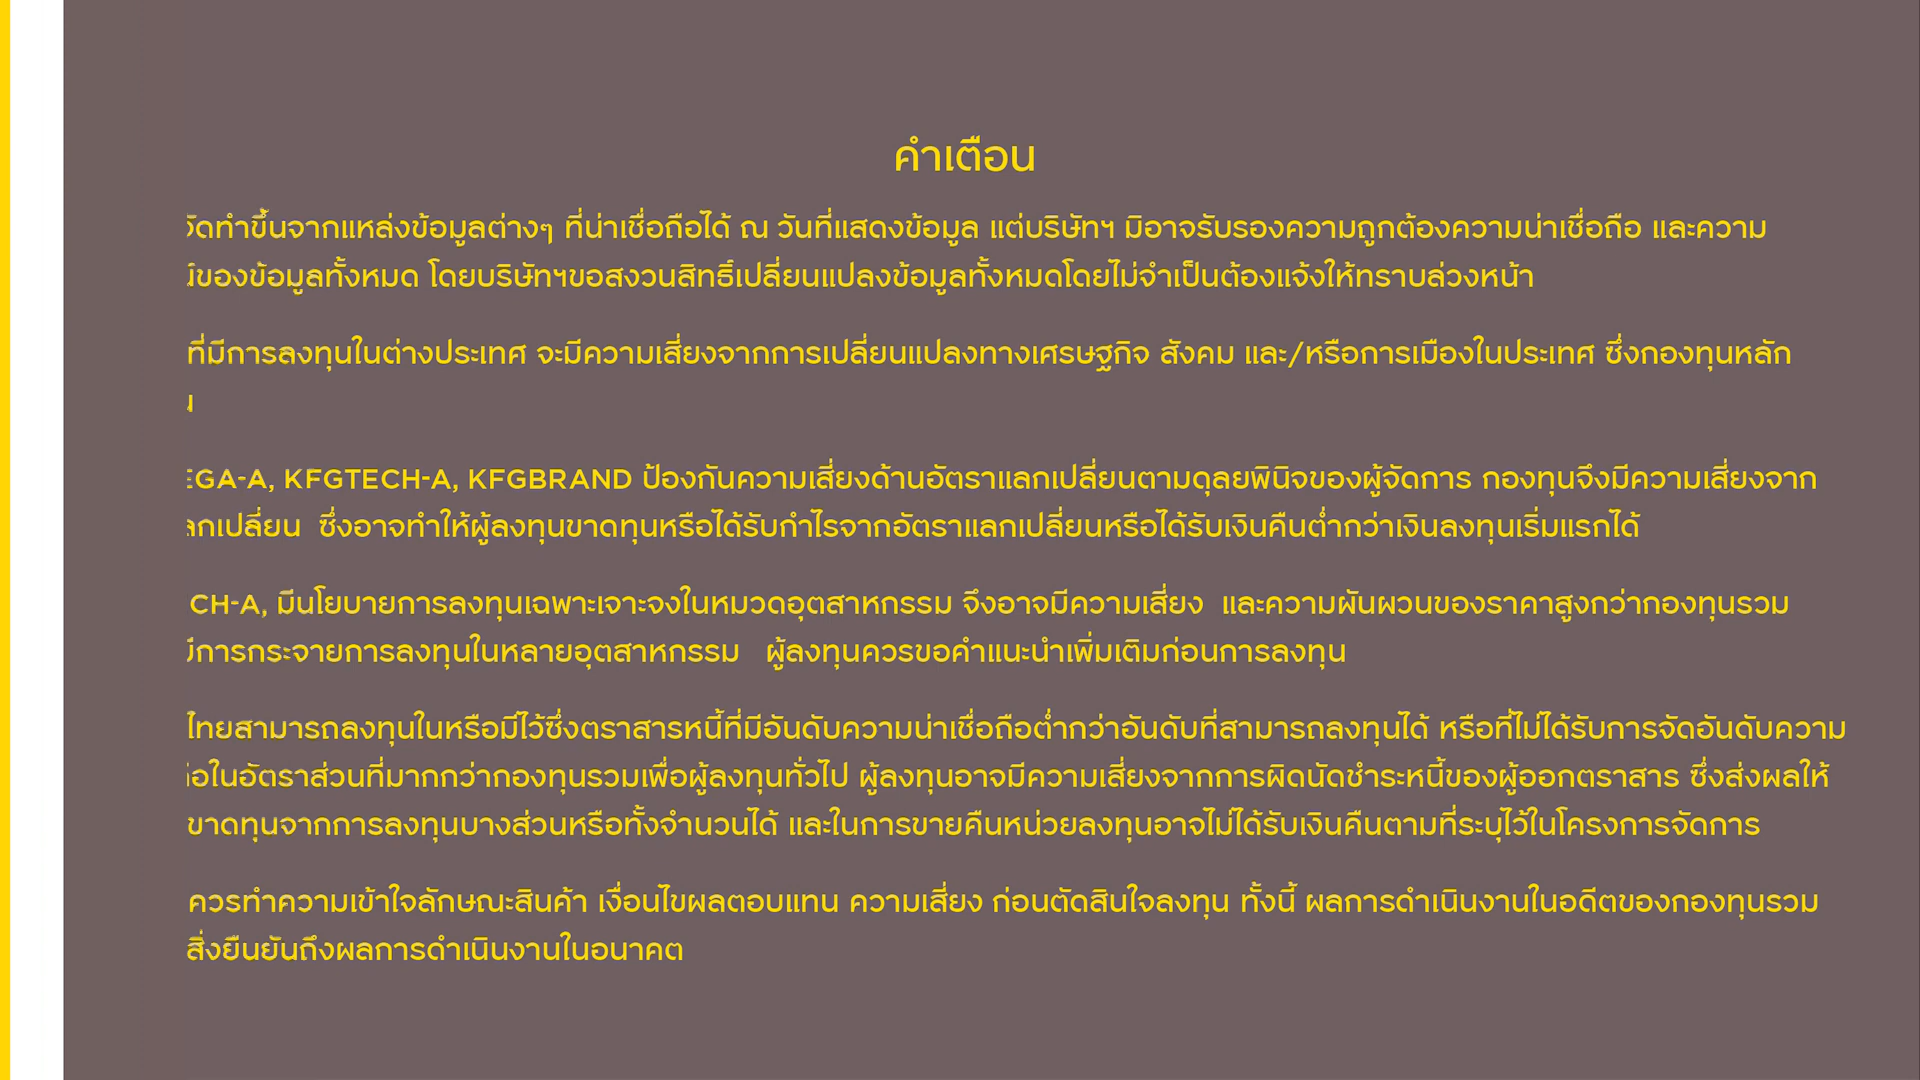 คำเตือน
จัดทำขึ้นจากแหล่งข้อมูลต่างๆ ที่น่าเชื่อถือได้ ณ วันที่แสดงข้อมูล แต่บริษัทฯ มิอาจรับรองความถูกต้องความน่าเชื่อถือ และความ
ของข้อมูลทั้งหมด โดยบริษัทฯขอสงวนสิทธิ์เปลี่ยนแปลงข้อมูลทั้งหมดโดยไม่จำเป็นต้องแจ้งให้ทราบล่วงหน้า
ที่มีการลงทุนในต่างประเทศ จะมีความเสี่ยงจากการเปลี่ยนแปลงทางเศรษฐกิจ สังคม และ/หรือการเมืองในประเทศ ซึ่งกองทุนหลัก
EGA-A, KFGTECH-A, KFGBRAND ป้องกันความเสี่ยงด้านอัตราแลกเปลี่ยนตามดุลยพินิจของผู้จัดการ กองทุนจึงมีความเสี่ยงจาก
ลกเปลี่ยน ซึ่งอาจทำให้ผู้ลงทุนขาดทุนหรือได้รับกำไรจากอัตราแลกเปลี่ยนหรือได้รับเงินคืนต่ำกว่าเงินลงทุนเริ่มแรกได้
CH-A, มีนโยบายการลงทุนเฉพาะเจาะจงในหมวดอุตสาหกรรม จึงอาจมีความเสี่ยง และความผันผวนของราคาสูงกว่ากองทุนรวม
มีการกระจายการลงทุนในหลายอุตสาหกรรม ผู้ลงทุนควรขอคำแนะนำเพิ่มเติมก่อนการลงทุน
ไทยสามารถลงทุนในหรือมีไว้ซึ่งตราสารหนี้ที่มีอันดับความน่าเชื่อถือต่ำกว่าอันดับที่สามารถลงทุนได้ หรือที่ไม่ได้รับการจัดอันดับความ
ถือในอัตราส่วนที่มากกว่ากองทุนรวมเพื่อผู้ลงทุนทั่วไป ผู้ลงทุนอาจมีความเสี่ยงจากการผิดนัดชำระหนี้ของผู้ออกตราสาร ซึ่งส่งผลให้
ขาดทุนจากการลงทุนบางส่วนหรือทั้งจำนวนได้ และในการขายคืนหน่วยลงทุนอาจไม่ได้รับเงินคืนตามที่ระบุไว้ในโครงการจัดการ
ควรทำความเข้าใจลักษณะสินค้า เงื่อนไขผลตอบแทน ความเสี่ยง ก่อนตัดสินใจลงทุน ทั้งนี้ ผลการดำเนินงานในอดีตของกองทุนรวม
สิ่งยืนยันถึงผลการดำเนินงานในอนาคต